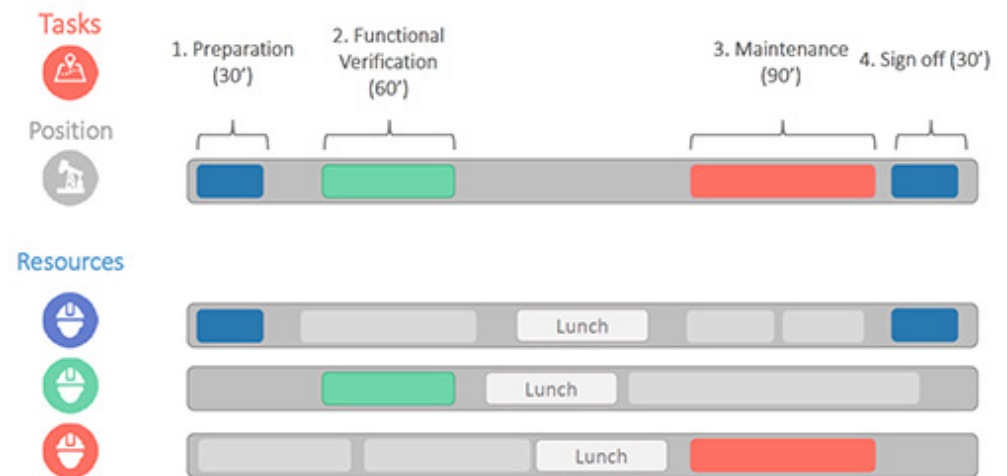 Tasks
1. Preparation
(30')
2. Functional
Verification
(60')
3. Maintenance
(90')
4. Sign off (30')
Position
Resources
Lunch
Lunch
Lunch